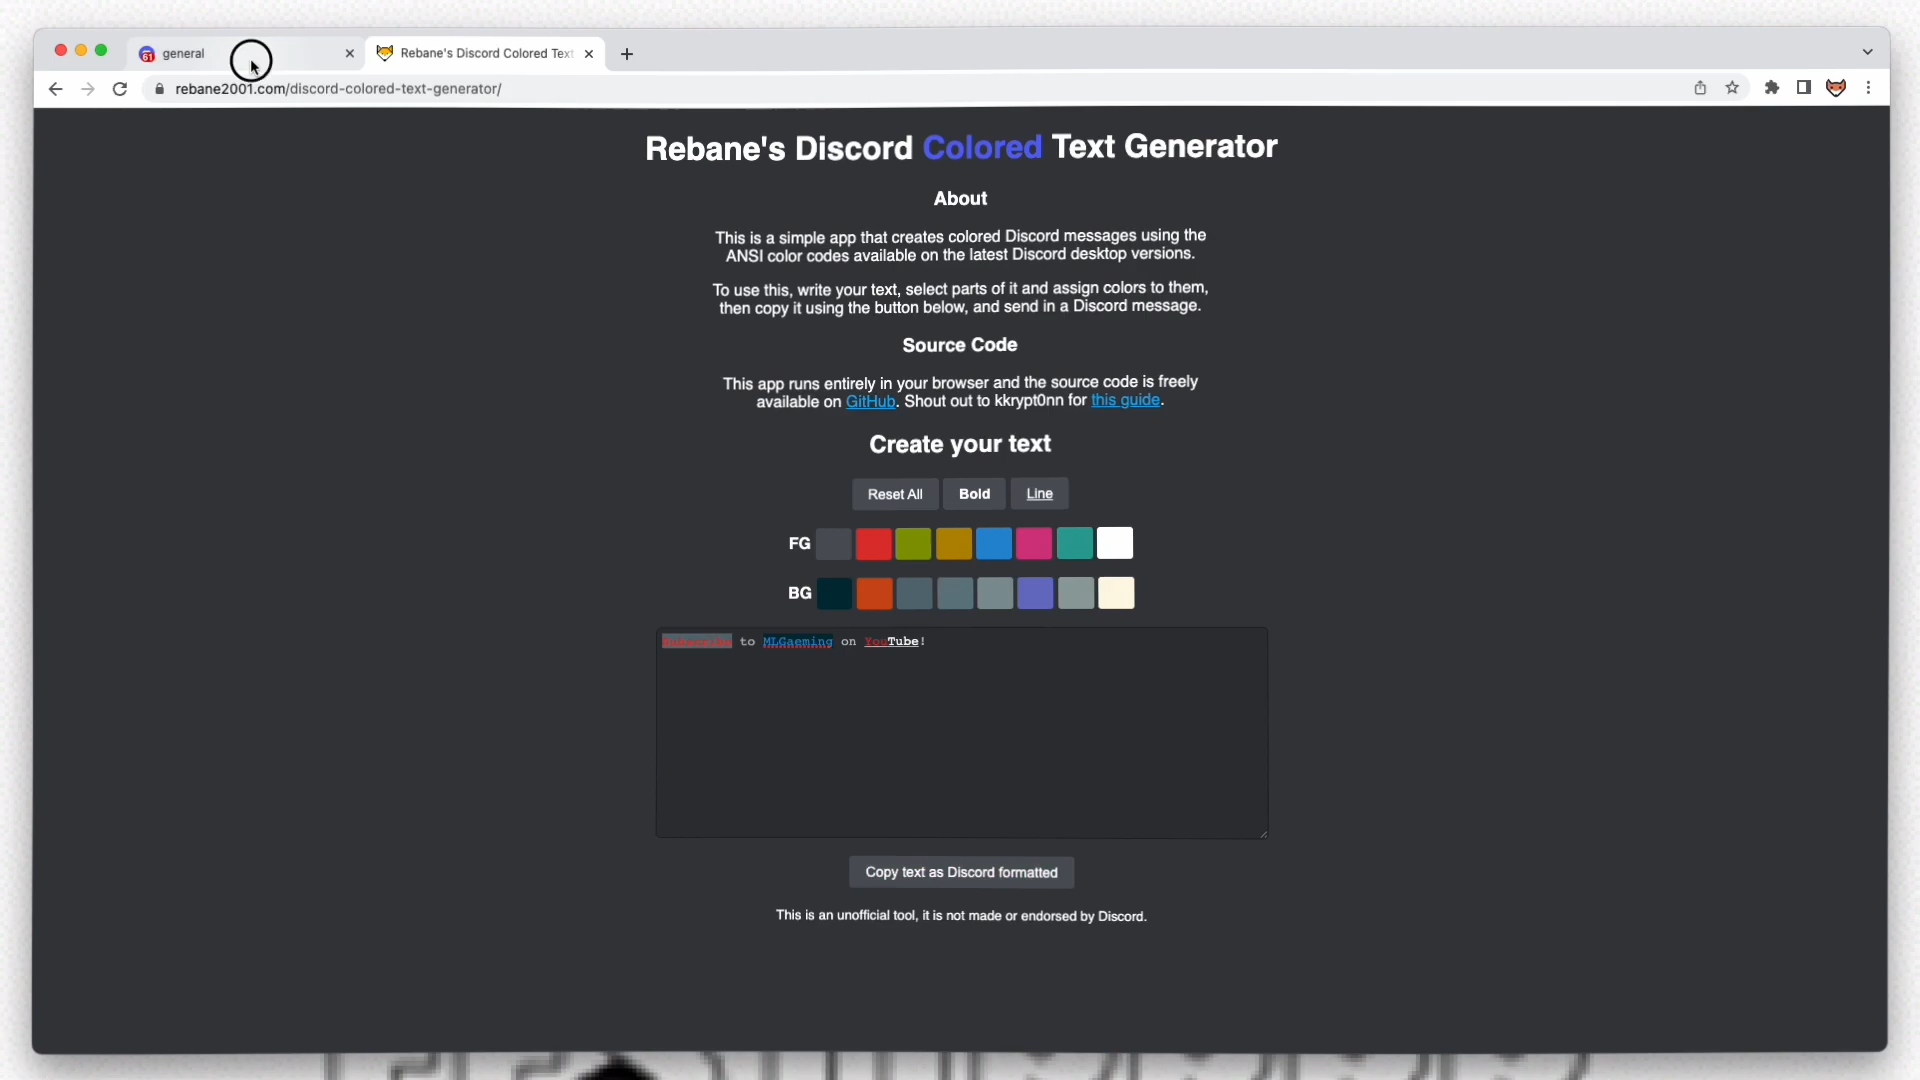 61 general
Rebane's Discord Colored Text
rebane2001.com/discord-colored-text-generator/
Rebane's Discord Colored Text Generator
About
This is a simple app that creates colored Discord messages using the
ANSI color codes available on the latest Discord desktop versions.
To use this, write your text, select parts of it and assign colors to them,
then copy it using the button below, and send in a Discord message.
Source Code
This app runs entirely in your browser and the source code is freely
available on GitHub. Shout out to kkrypt0nn for this guide.
Create your text
Reset All Bold Line
FG
BG
Subscribe to MLGaeming on YouTube!
Copy text as Discord formatted
This is an unofficial tool, it is not made or endorsed by Discord.